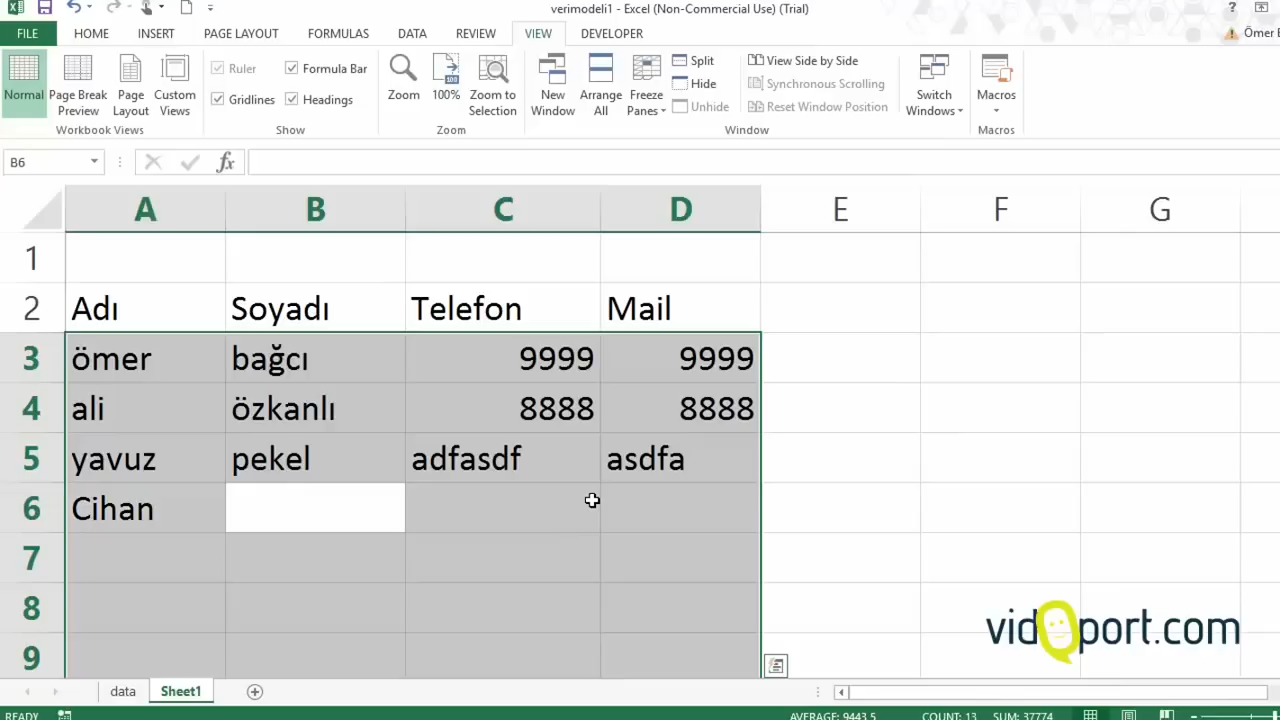 verimodeli1 - Excel (Non-Commercial Use) (Trial)
?
FILE HOME INSERT PAGE LAYOUT FORMULAS DATA REVIEW VIEW DEVELOPER Ömer
Normal
Page Break Preview
Page Layout
Custom Views
Workbook Views
Ruler
Formula Bar
Gridlines
Headings
Show
Zoom
100%
Zoom to Selection
Zoom
New Window
Arrange All
Freeze Panes
Split
Hide
Unhide
View Side by Side
Synchronous Scrolling
Reset Window Position
Window
Switch Windows
Macros
Macros
B6 fx
A B C D E F G
1
2 Adı Soyadı Telefon Mail
3 ömer bağcı 9999 9999
4 ali özkanlı 8888 8888
5 yavuz pekel adfasdf asdfa
6 Cihan
7
8
vidoport.com
9
data Sheet1
READY AVERAGE: 9443.5 COUNT: 13 SUM: 37774